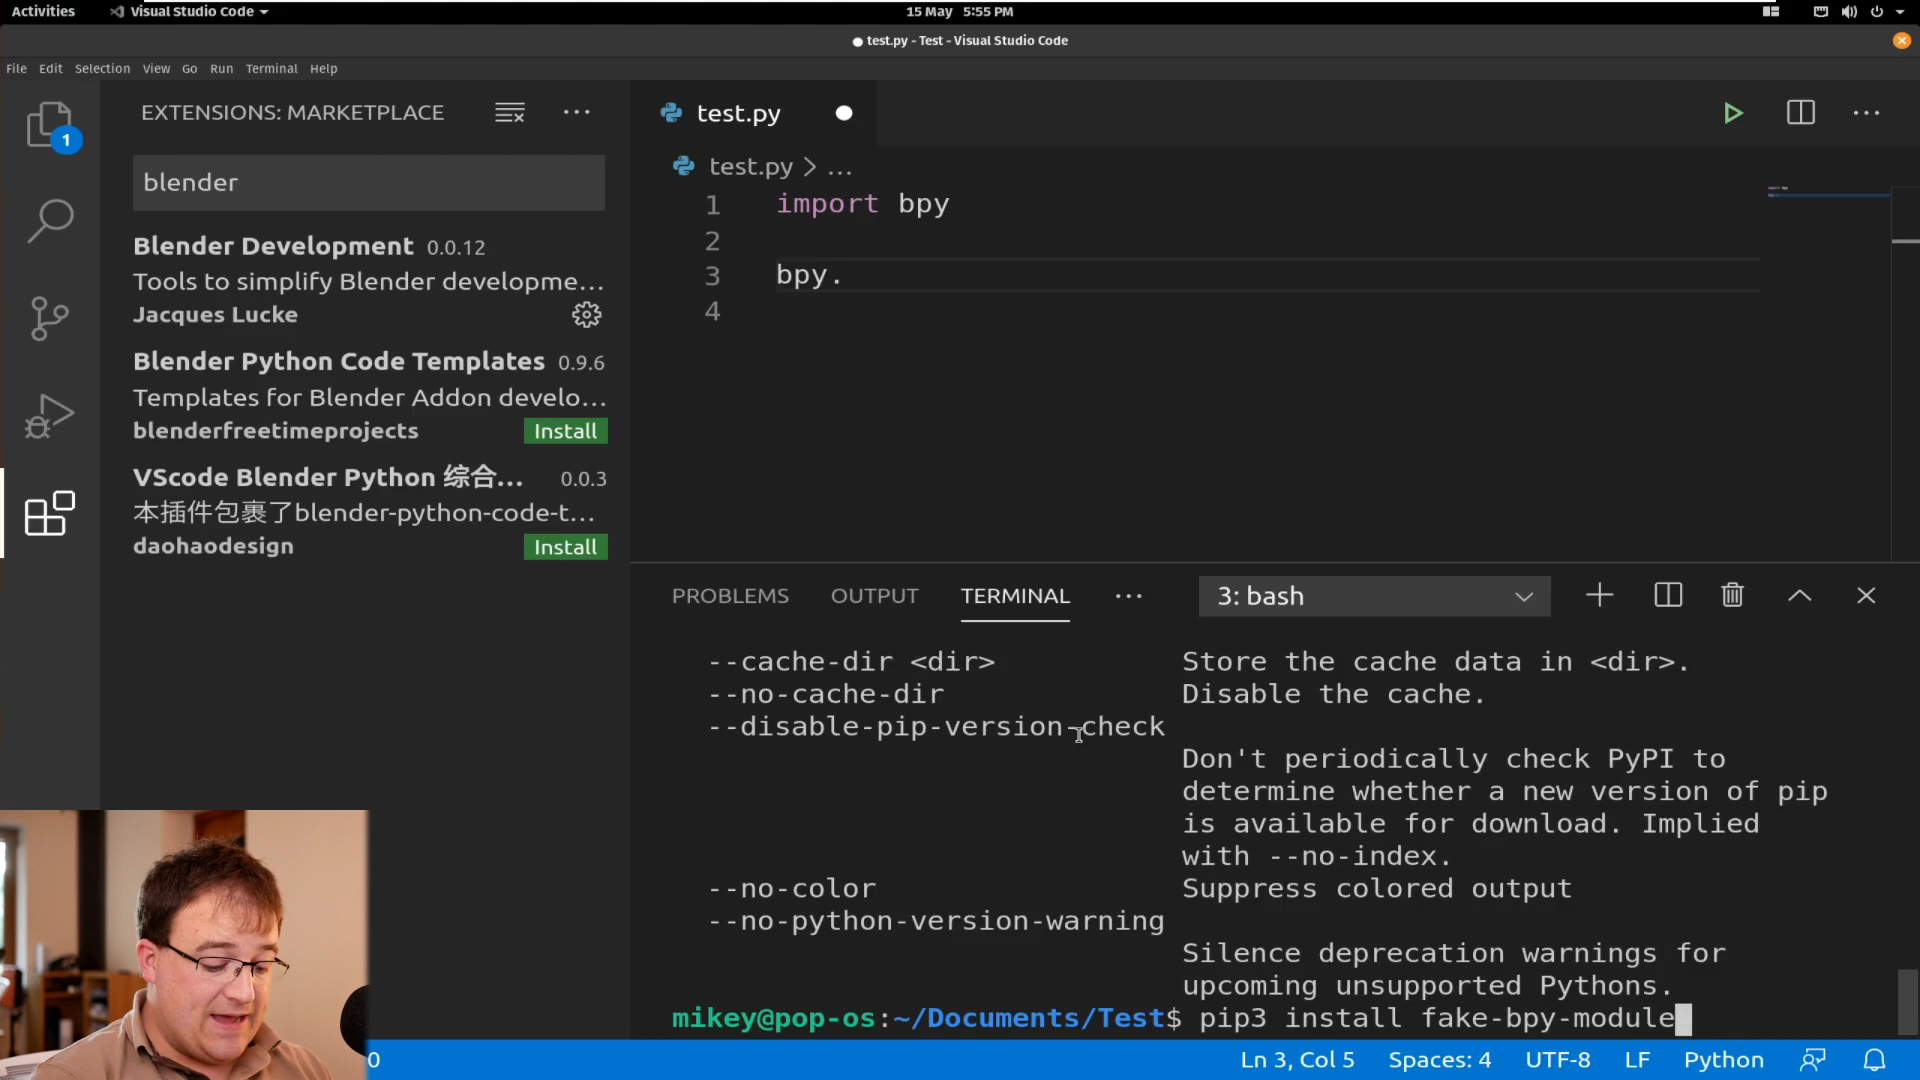 Activities
Visual Studio Code
15 May 5:55 PM
test.py - Test - Visual Studio Code
File Edit Selection View Go Run Terminal Help
EXTENSIONS: MARKETPLACE
1
blender
Blender Development 0.0.12
Tools to simplify Blender developme...
Jacques Lucke
Blender Python Code Templates 0.9.6
Templates for Blender Addon develo...
blenderfreetimeprojects Install
VScode Blender Python 综合... 0.0.3
本插件包裹了blender-python-code-t...
daohaodesign Install
test.py
test.py > ...
1 import bpy
2
3 bpy.
4
PROBLEMS OUTPUT TERMINAL ... 3: bash
--cache-dir <dir> Store the cache data in <dir>.
--no-cache-dir Disable the cache.
--disable-pip-version-check
Don't periodically check PyPI to
determine whether a new version of pip
is available for download. Implied
with --no-index.
--no-color Suppress colored output
--no-python-version-warning
Silence deprecation warnings for
upcoming unsupported Pythons.
mikey@pop-os:~/Documents/Test$ pip3 install fake-bpy-module
0 Ln 3, Col 5 Spaces: 4 UTF-8 LF Python